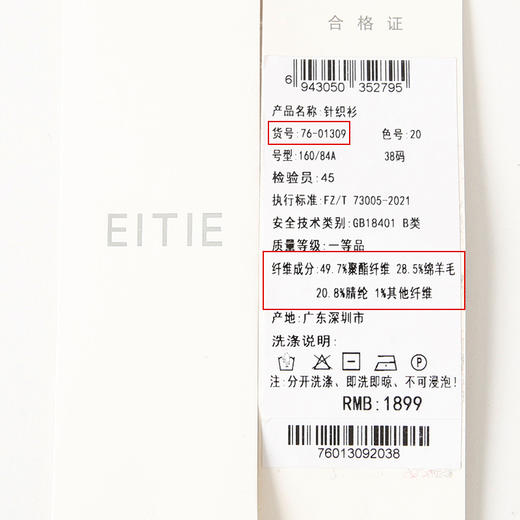 EITIE
合格证
6 943050 352795
产品名称:针织衫
货号:76-01309 色号:20
号型:160/84A 38码
检验员:45
执行标准:FZ/T 73005-2021
安全技术类别:GB18401 B类
质量等级:一等品
纤维成分:49.7%聚酯纤维 28.5%绵羊毛
20.8%腈纶 1%其他纤维
产地:广东深圳市
洗涤说明:
P
注:分开洗涤、即洗即晾、不可浸泡!
RMB:1899
76013092038